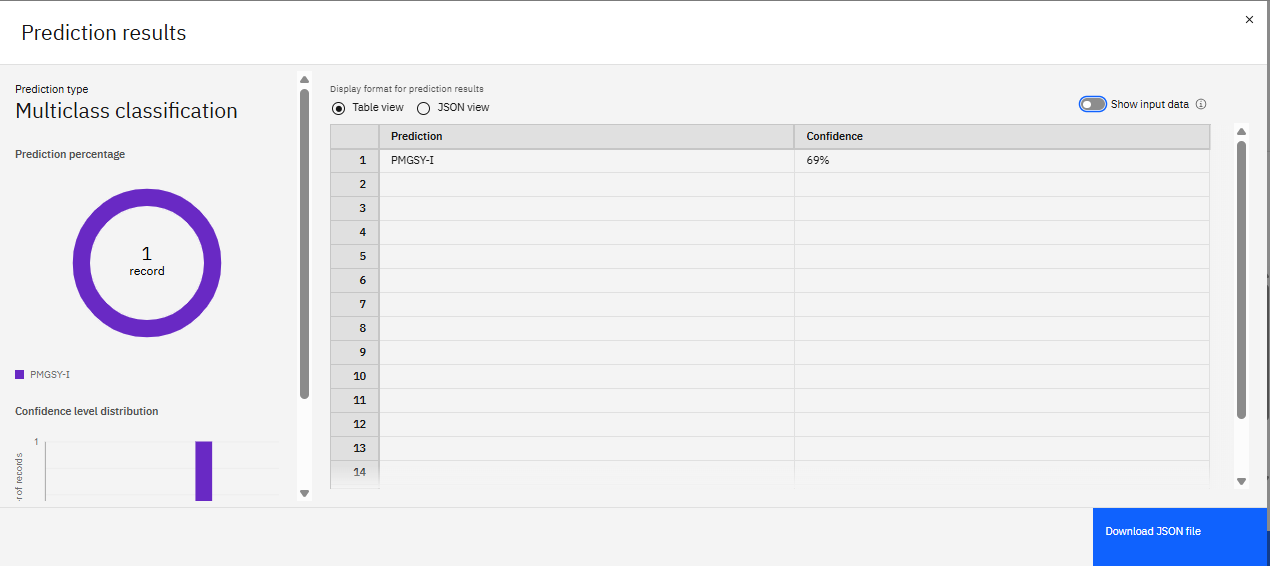 Prediction results
×
Prediction type
Multiclass classification
Prediction percentage
1
record
PMGSY-I
Confidence level distribution
1
r of records
Display format for prediction results
Table view
JSON view
Show input data
Prediction Confidence
1 PMGSY-I 69%
2
3
4
5
6
7
8
9
10
11
12
13
14
Download JSON file